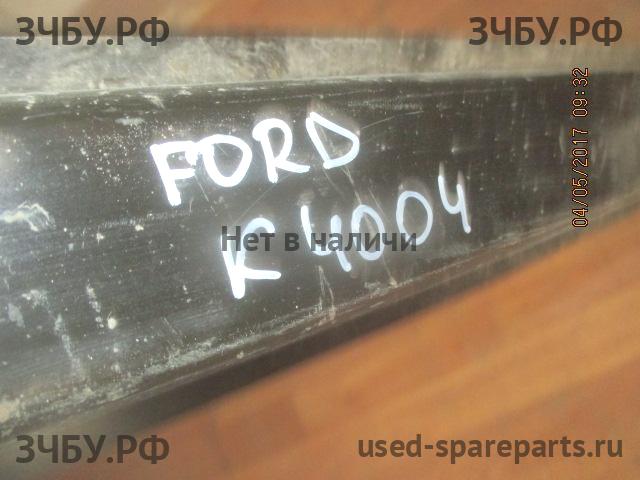 ЗЧБУ.РФ
ЗЧБУ.РФ
04/05/2017 09:32
FORD
К 4004
Нет в наличи
ЗЧБУ.РФ
used-spareparts.ru